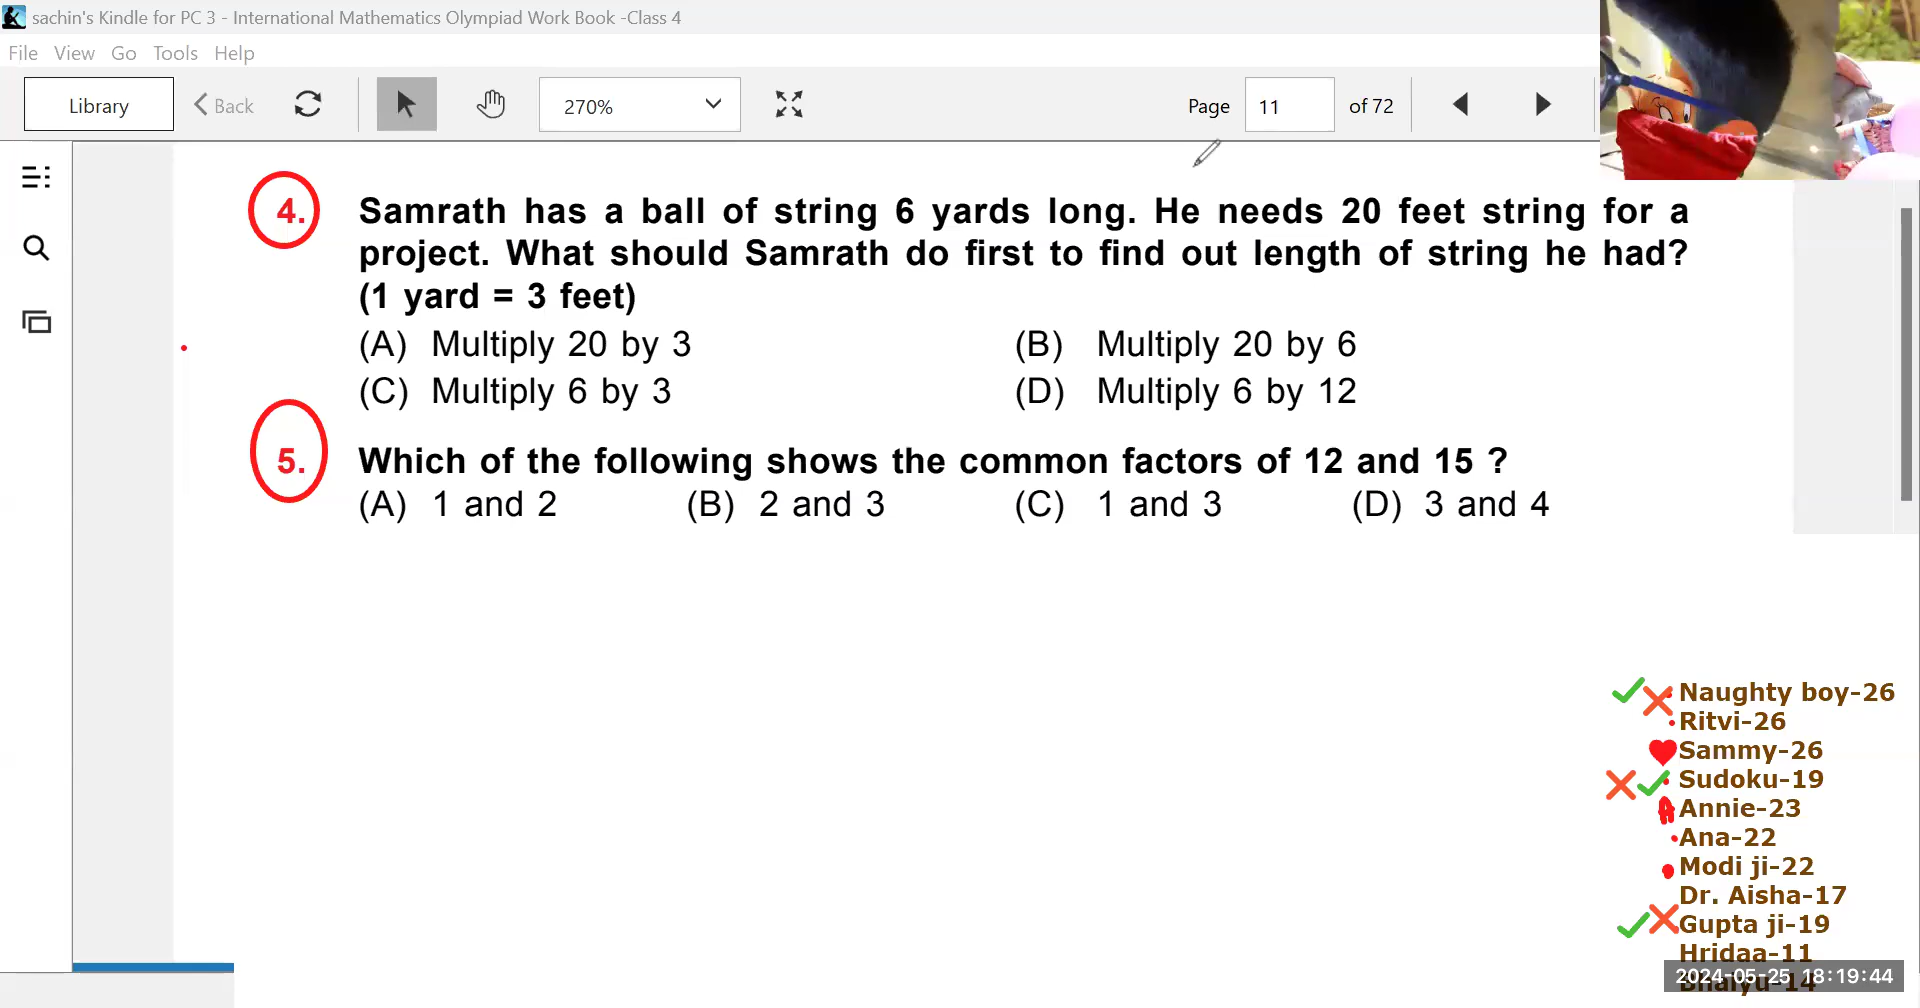 sachin's Kindle for PC 3 - International Mathematics Olympiad Work Book -Class 4
File View Go Tools Help
Library Back 270% Page 11 of 72
4. Samrath has a ball of string 6 yards long. He needs 20 feet string for a
project. What should Samrath do first to find out length of string he had?
(1 yard = 3 feet)
(A) Multiply 20 by 3 (B) Multiply 20 by 6
(C) Multiply 6 by 3 (D) Multiply 6 by 12
5. Which of the following shows the common factors of 12 and 15 ?
(A) 1 and 2 (B) 2 and 3 (C) 1 and 3 (D) 3 and 4
Naughty boy-26
Ritvi-26
Sammy-26
Sudoku-19
Annie-23
Ana-22
Modi ji-22
Dr. Aisha-17
Gupta ji-19
Hridaa-11
2024-05-25 18:19:44
Bhaiyu-14